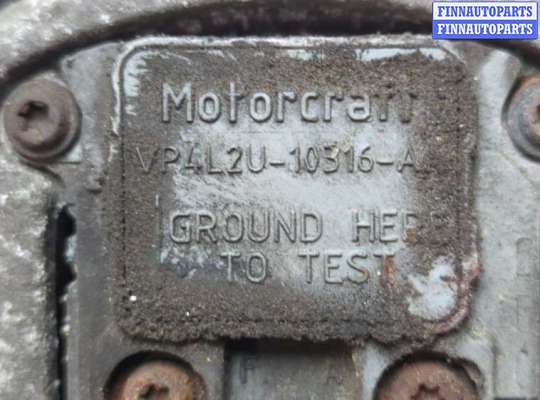 FINNAUTOPARTS
FINNAUTOPARTS
Motorcraft
VP4L2U-10316-A
GROUND HERE
TO TEST
F A